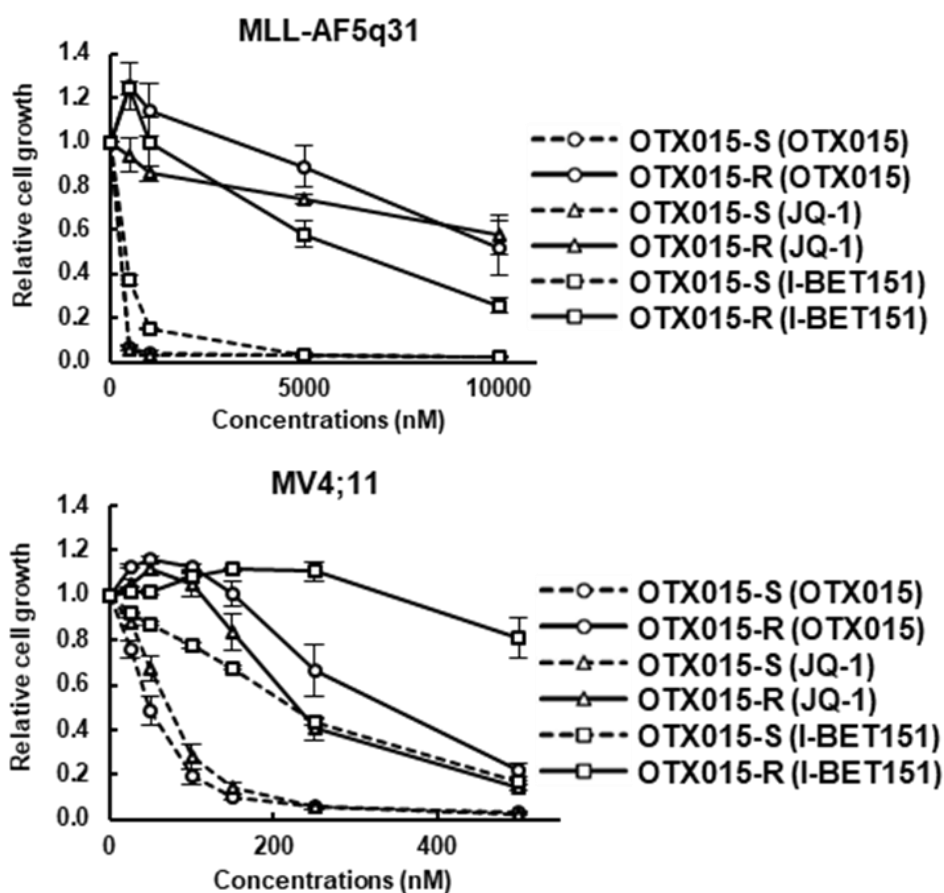 MLL-AF5q31
Relative cell growth
1.4
1.2
1.0
0.8
0.6
0.4
0.2
0.0
0
5000
10000
Concentrations (nM)
OTX015-S (OTX015)
OTX015-R (OTX015)
OTX015-S (JQ-1)
OTX015-R (JQ-1)
OTX015-S (I-BET151)
OTX015-R (I-BET151)
MV4;11
Relative cell growth
1.4
1.2
1.0
0.8
0.6
0.4
0.2
0.0
0
200
400
Concentrations (nM)
OTX015-S (OTX015)
OTX015-R (OTX015)
OTX015-S (JQ-1)
OTX015-R (JQ-1)
OTX015-S (I-BET151)
OTX015-R (I-BET151)